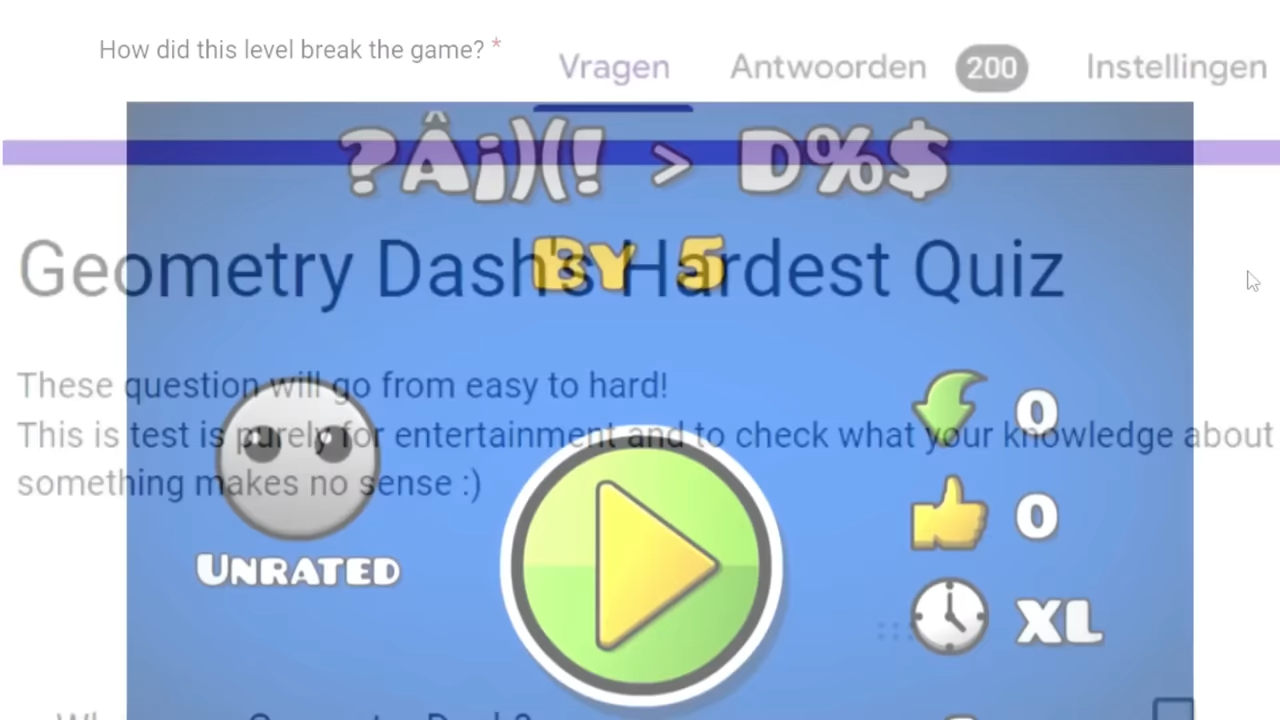 How did this level break the game? *
Vragen Antwoorden 200 Instellingen
?Â¡)(! > D%$
BY 5
Geometry Dash's Hardest Quiz
These question will go from easy to hard!
This is test is purely for entertainment and to check what your knowledge about
something makes no sense :)
0
0
UNRATED
XL